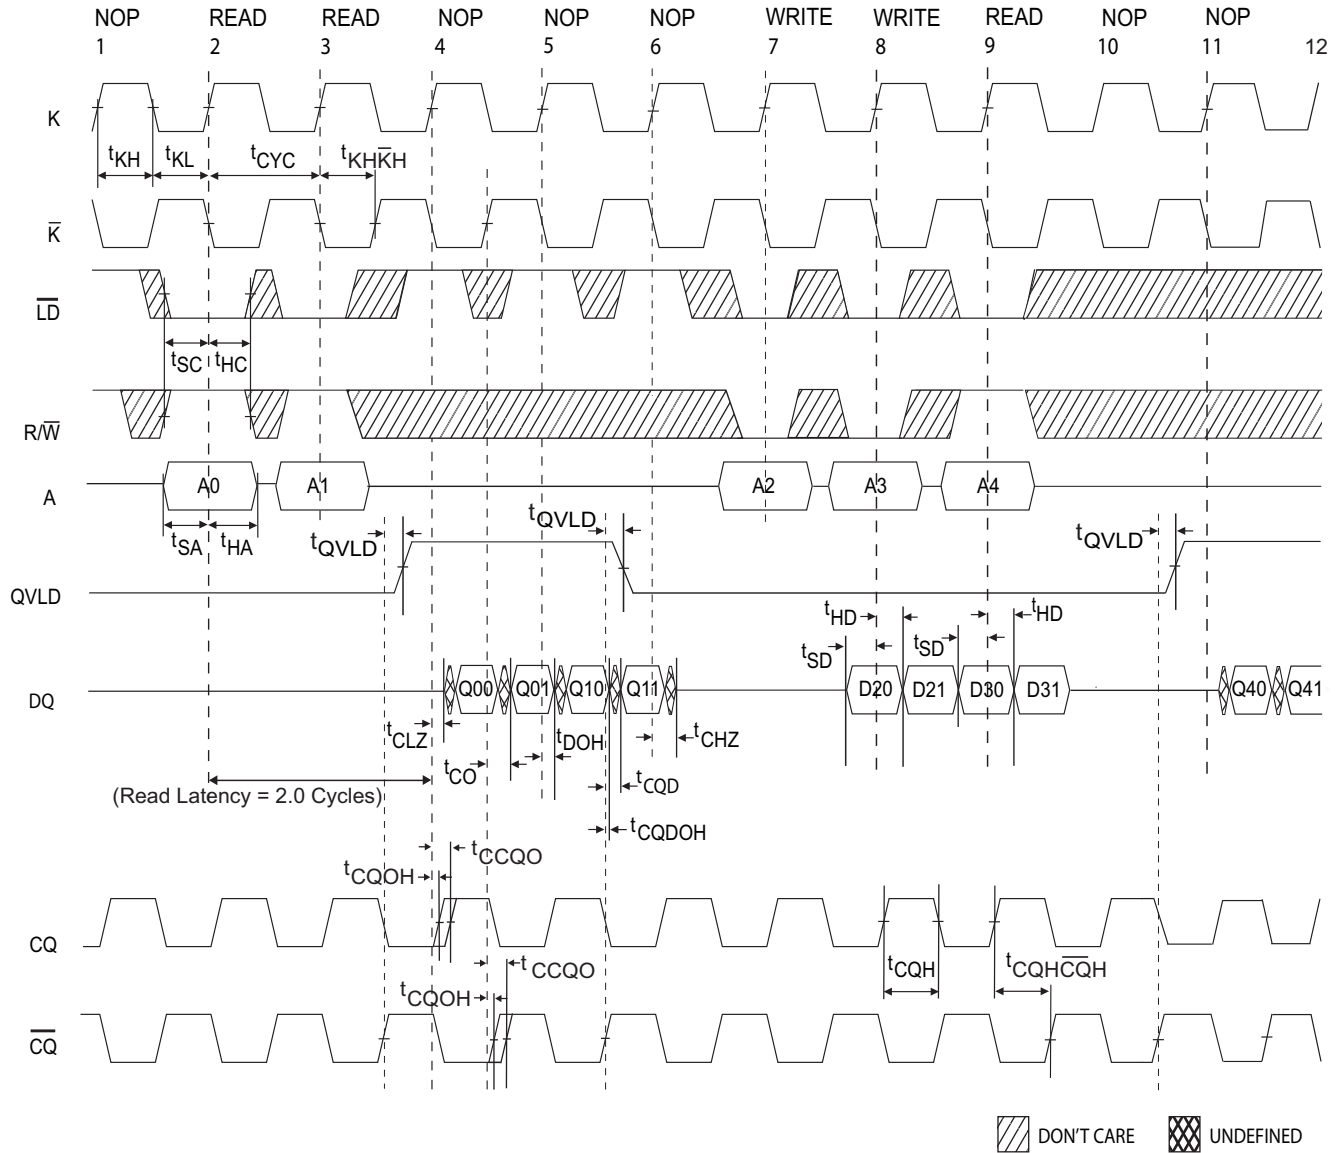 NOP READ READ NOP NOP NOP WRITE WRITE READ NOP NOP
1 2 3 4 5 6 7 8 9 10 11 12
K
tKH tKL tCYC tKHK̅H
K̅
L̅D̅
tSC tHC
R/W̅
A A0 A1 A2 A3 A4
tSA tHA tQVLD tQVLD tQVLD
QVLD
tHD tHD
tSD tSD
DQ Q00 Q01 Q10 Q11 D20 D21 D30 D31 Q40 Q41
tCLZ tDOH tCHZ
tCO tCQD
(Read Latency = 2.0 Cycles)
tCQDOH
tCCQO
tCQOH
CQ
tCQH tCQHC̅Q̅H
tCCQO
tCQOH
C̅Q̅
DON'T CARE UNDEFINED